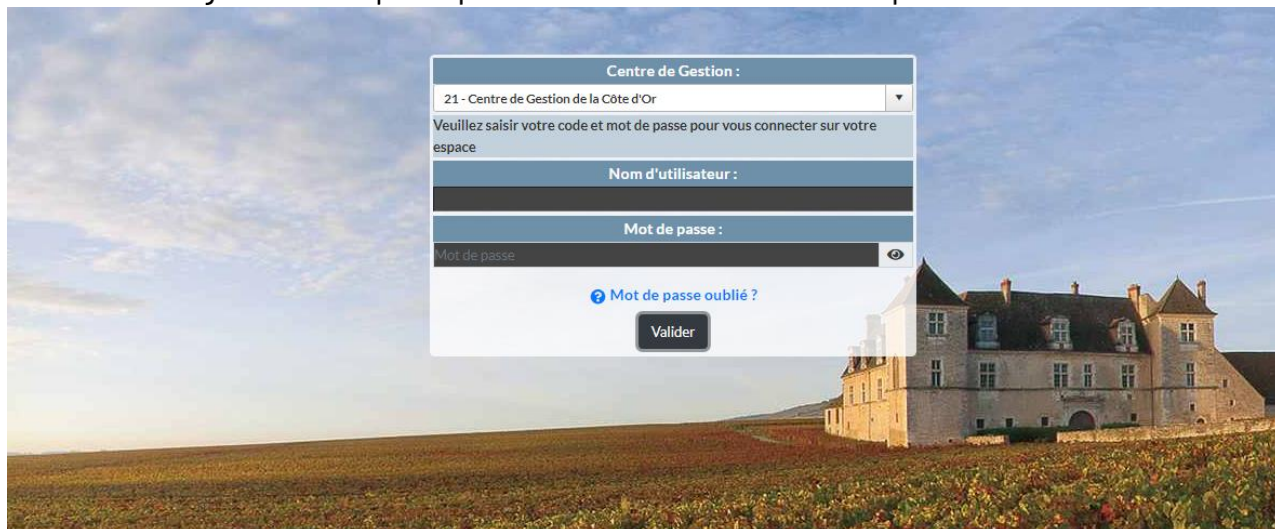 Centre de Gestion :
21 - Centre de Gestion de la Côte d'Or
Veuillez saisir votre code et mot de passe pour vous connecter sur votre
espace
Nom d'utilisateur :
Mot de passe :
Mot de passe
Mot de passe oublié ?
Valider